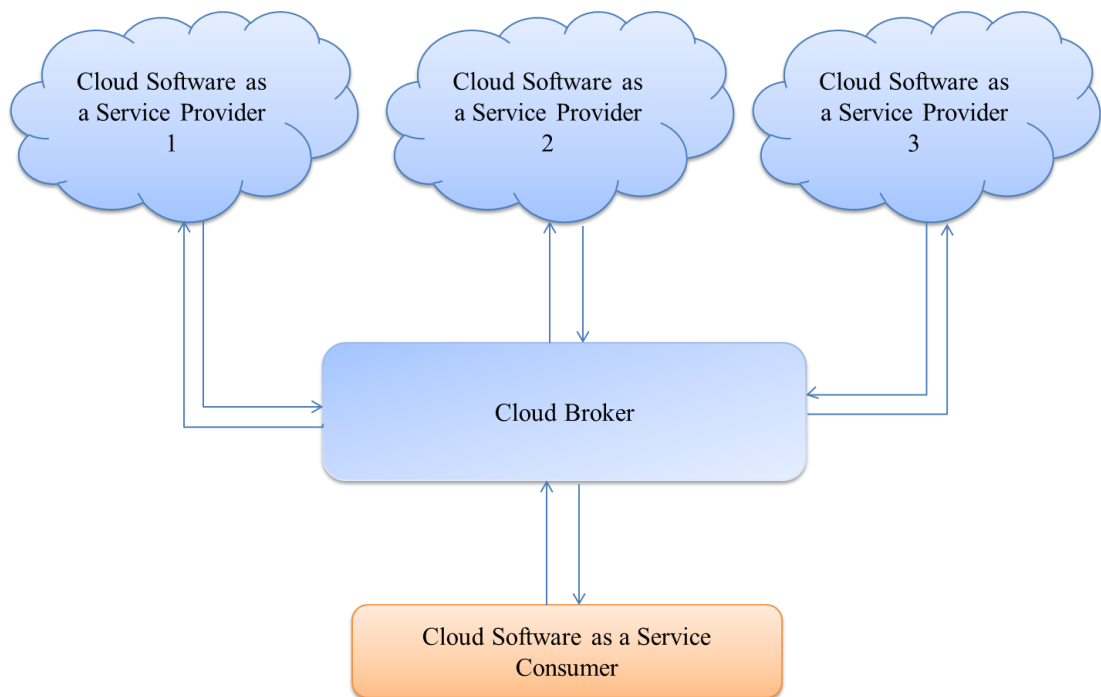 Cloud Software as
a Service Provider
1
Cloud Software as
a Service Provider
2
Cloud Software as
a Service Provider
3
Cloud Broker
Cloud Software as a Service
Consumer